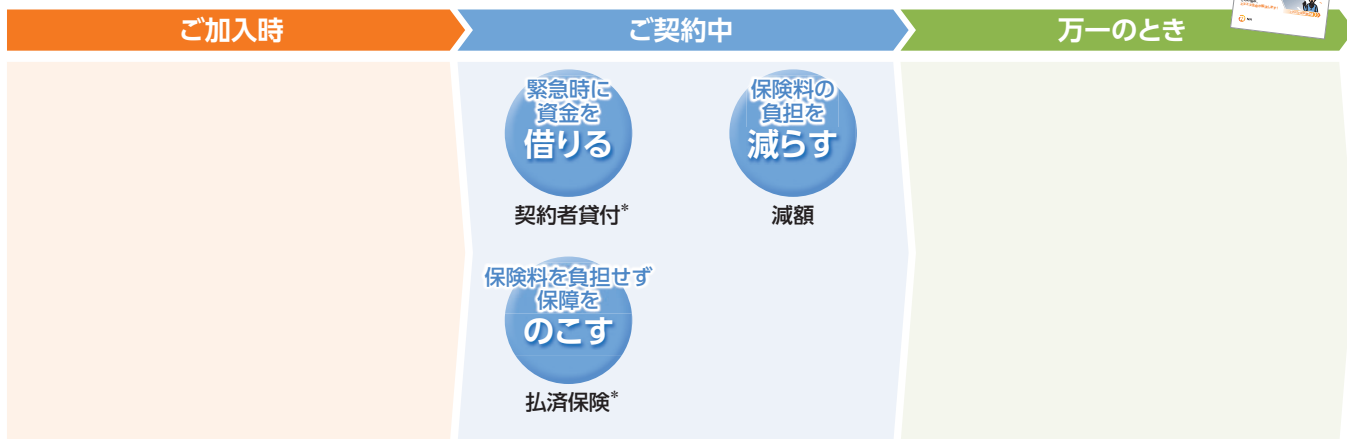 ご加入時
ご契約中
万一のとき
緊急時に
資金を
借りる
契約者貸付*
保険料の
負担を
減らす
減額
保険料を負担せず
保障を
のこす
払済保険*